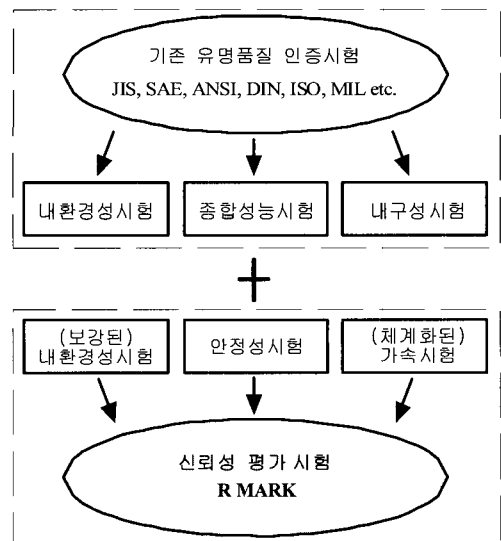 기존 유명품질 인증시험
JIS, SAE, ANSI, DIN, ISO, MIL etc.
내환경성시험
종합성능시험
내구성시험
+
(보강된)
내환경성시험
안정성시험
(체계화된)
가속시험
신뢰성 평가 시험
R MARK